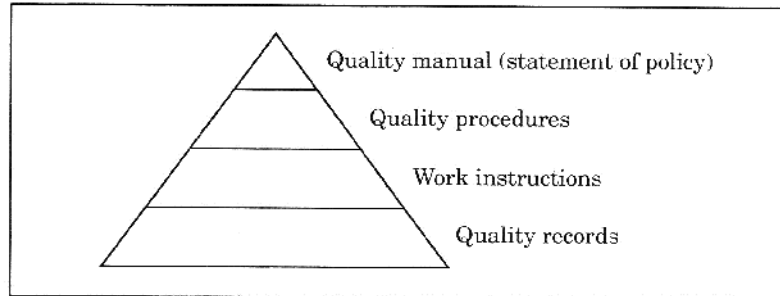 Quality manual (statement of policy)
Quality procedures
Work instructions
Quality records